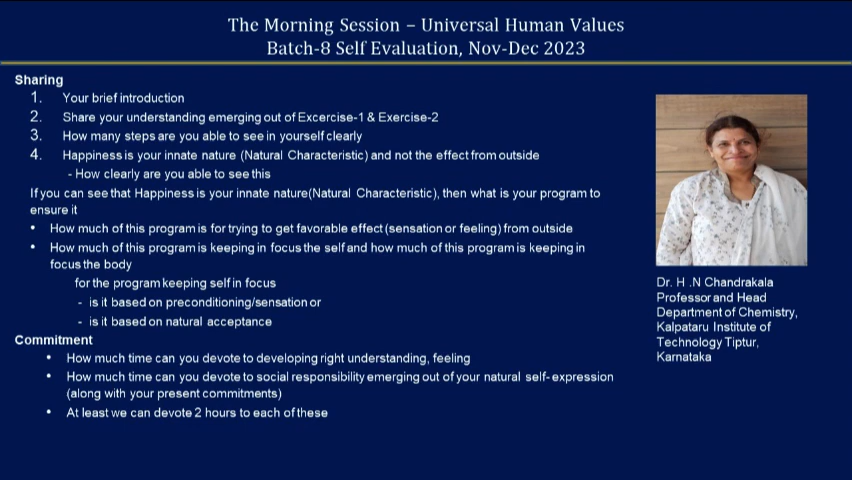 The Morning Session – Universal Human Values
Batch-8 Self Evaluation, Nov-Dec 2023
Sharing
1. Your brief introduction
2. Share your understanding emerging out of Excercise-1 & Exercise-2
3. How many steps are you able to see in yourself clearly
4. Happiness is your innate nature (Natural Characteristic) and not the effect from outside
- How clearly are you able to see this
If you can see that Happiness is your innate nature(Natural Characteristic), then what is your program to
ensure it
• How much of this program is for trying to get favorable effect (sensation or feeling) from outside
• How much of this program is keeping in focus the self and how much of this program is keeping in
focus the body
for the program keeping self in focus
- is it based on preconditioning/sensation or
- is it based on natural acceptance
Commitment
• How much time can you devote to developing right understanding, feeling
• How much time can you devote to social responsibility emerging out of your natural self-expression
(along with your present commitments)
• At least we can devote 2 hours to each of these
Dr. H .N Chandrakala
Professor and Head
Department of Chemistry,
Kalpataru Institute of
Technology Tiptur,
Karnataka